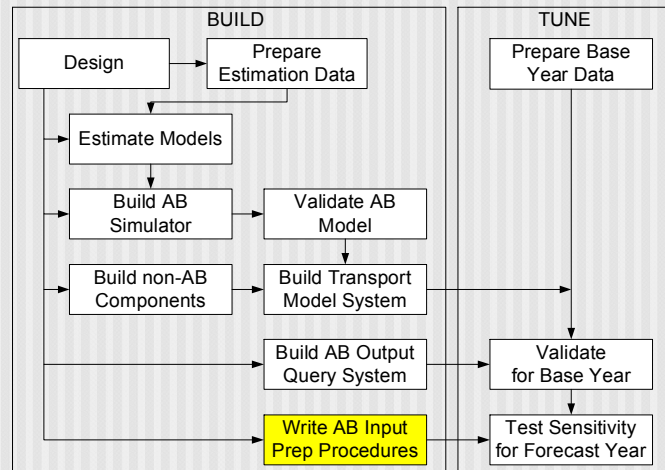 BUILD
TUNE
Design
Prepare
Estimation Data
Prepare Base
Year Data
Estimate Models
Build AB
Simulator
Validate AB
Model
Build non-AB
Components
Build Transport
Model System
Build AB Output
Query System
Validate
for Base Year
Write AB Input
Prep Procedures
Test Sensitivity
for Forecast Year